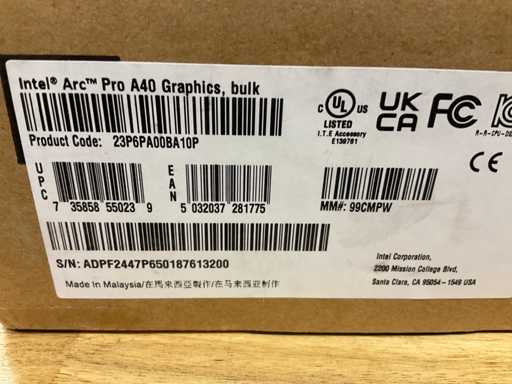 Intel® Arc™ Pro A40 Graphics, bulk
Product Code: 23P6PA00BA10P
UPC
7 35858 55023 9
EAN
5 032037 281775
S/N: ADPF2447P650187613200
Made in Malaysia/在馬來西亞製作/在马来西亚制作
C UL US
LISTED
I.T.E Accessory
E139761
UK
CA
FC
CE
MM#: 99CMPW
Intel Corporation,
2200 Mission College Blvd,
Santa Clara, CA 95054 - 1549 USA